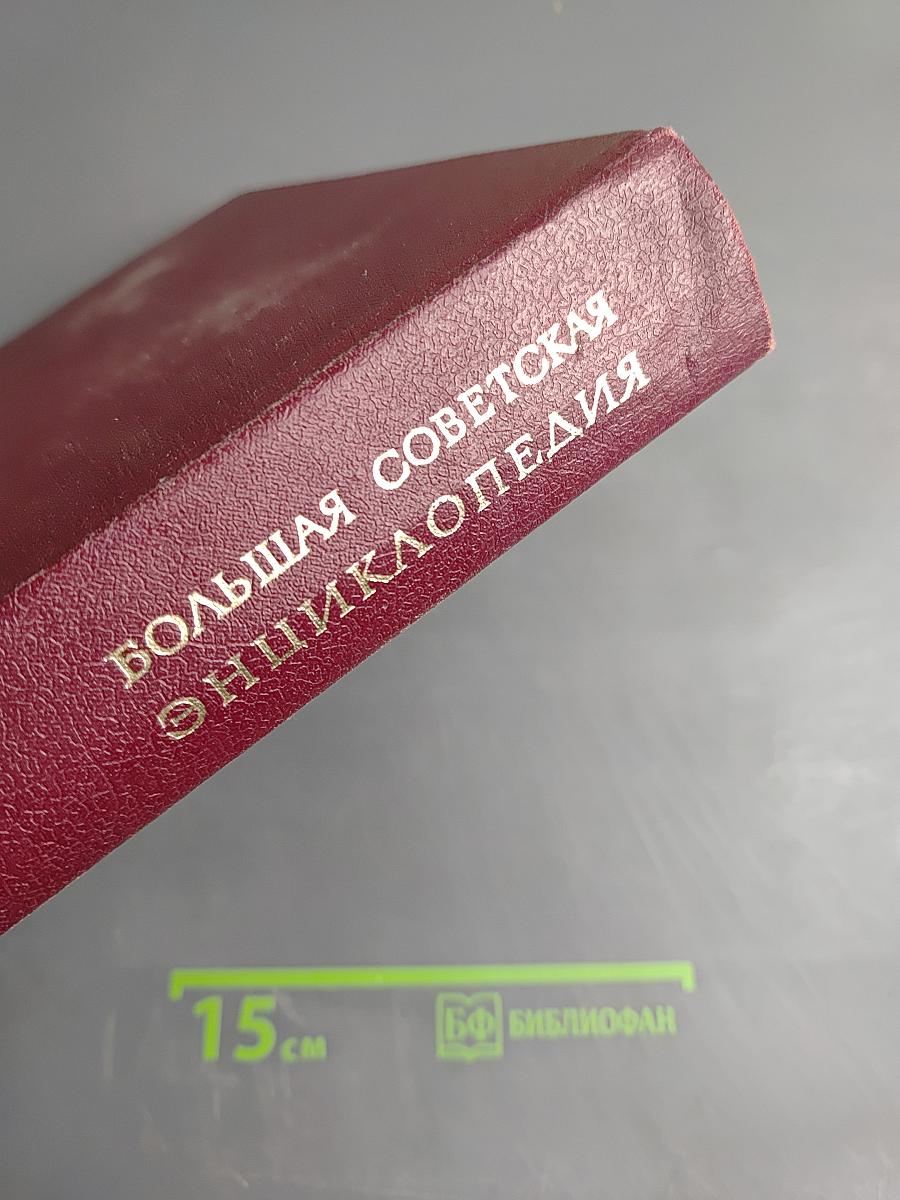 БОЛЬШАЯ СОВЕТСКАЯ
ЭНЦИКЛОПЕДИЯ
15 см
БФ БИБЛИОФАН